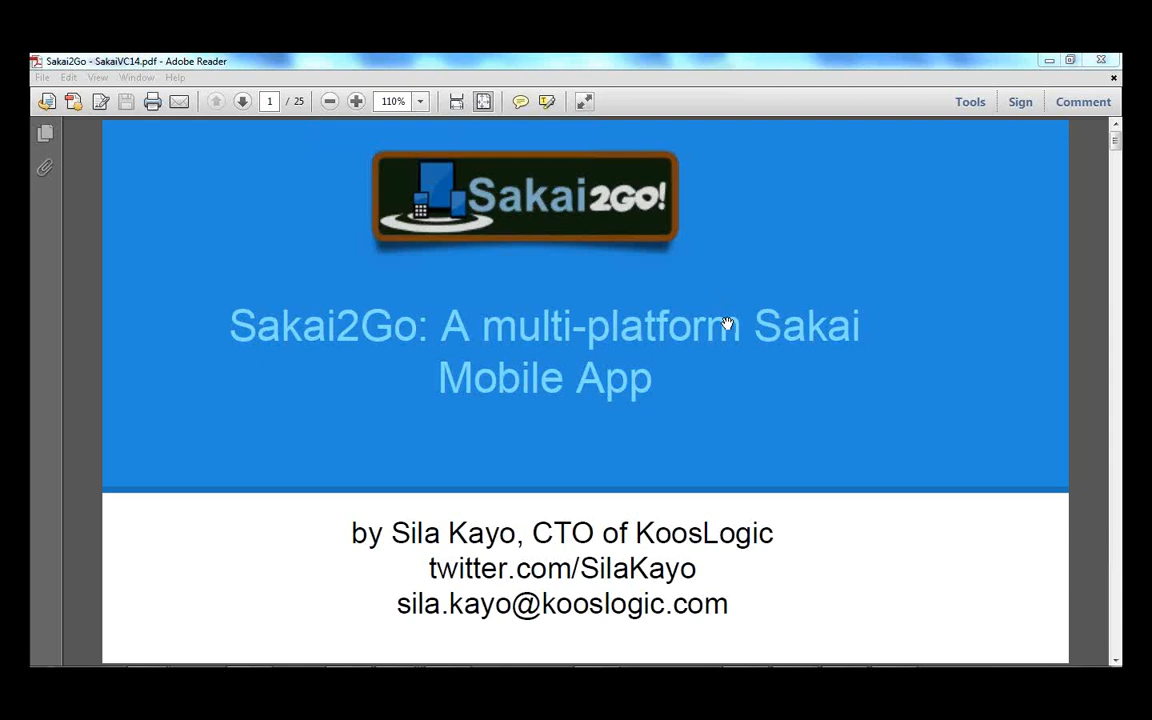 Sakai2Go - SakaiVC14.pdf - Adobe Reader
File Edit View Window Help
1 / 25 110% Tools Sign Comment
Sakai2GO!
Sakai2Go: A multi-platform Sakai
Mobile App
by Sila Kayo, CTO of KoosLogic
twitter.com/SilaKayo
sila.kayo@kooslogic.com